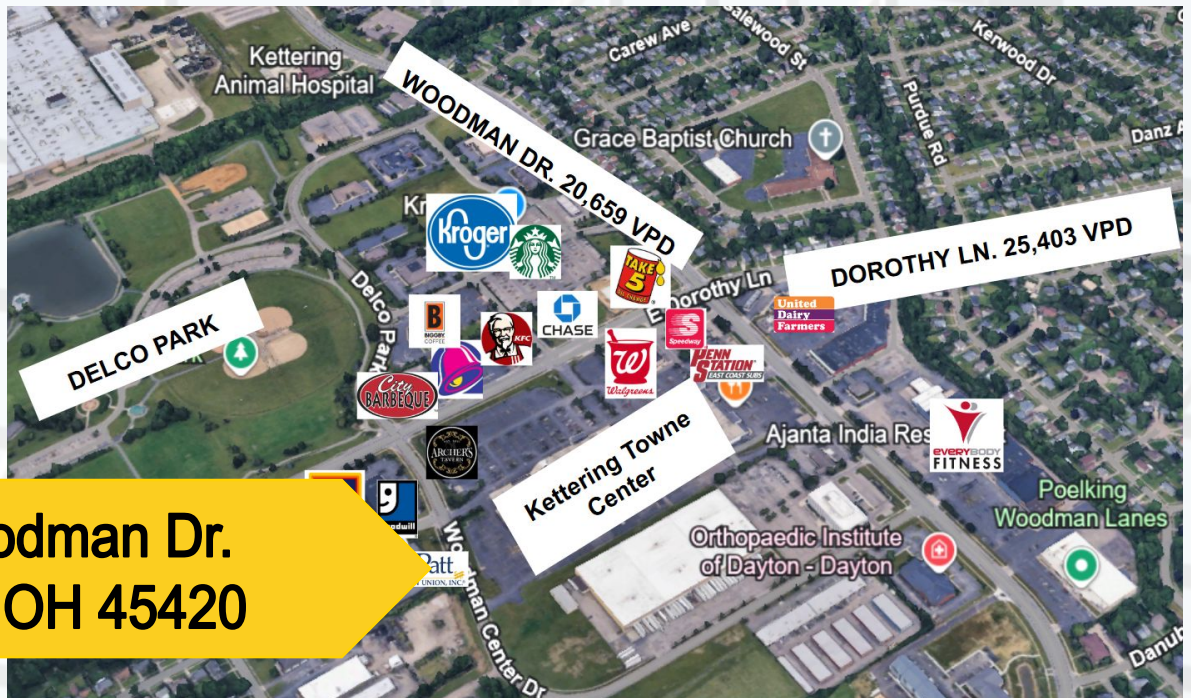 Kettering
Animal Hospital
Carew Ave
Kerwood Dr
Purdue Rd
WOODMAN DR. 20,659 VPD
Grace Baptist Church
Danz
Kroger
DOROTHY LN. 25,403 VPD
Dorothy Ln
TAKE
5
United
Dairy
Farmers
Delco Park
DELCO PARK
B
BIGGBY
COFFEE
KFC
CHASE
S
Speedway
W
Walgreens
PENN
STATION
EAST COAST SUBS
City
BARBEQUE
ARCHER'S
TAVERN
Kettering Towne
Center
Ajanta India Res
EVERYBODY
FITNESS
Poelking
Woodman Lanes
Orthopaedic Institute
of Dayton - Dayton
odman Dr.
OH 45420
Patt
UNION, INC.
Center Dr
Danub